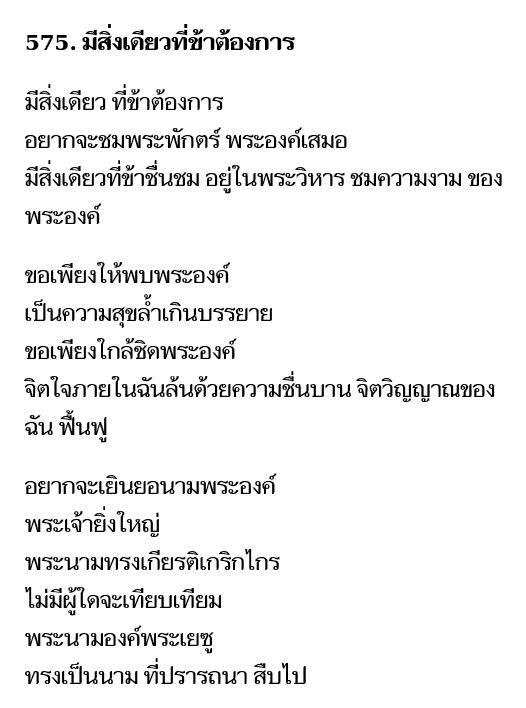 575. มีสิ่งเดียวที่ข้าต้องการ
มีสิ่งเดียว ที่ข้าต้องการ
อยากจะชมพระพักตร์ พระองค์เสมอ
มีสิ่งเดียวที่ข้าชื่นชม อยู่ในพระวิหาร ชมความงาม ของ
พระองค์
ขอเพียงให้พบพระองค์
เป็นความสุขล้ำเกินบรรยาย
ขอเพียงใกล้ชิดพระองค์
จิตใจภายในฉันล้นด้วยความชื่นบาน จิตวิญญาณของ
ฉัน ฟื้นฟู
อยากจะเยินยอนามพระองค์
พระเจ้ายิ่งใหญ่
พระนามทรงเกียรติเกริกไกร
ไม่มีผู้ใดจะเทียบเทียม
พระนามองค์พระเยซู
ทรงเป็นนาม ที่ปรารถนา สืบไป